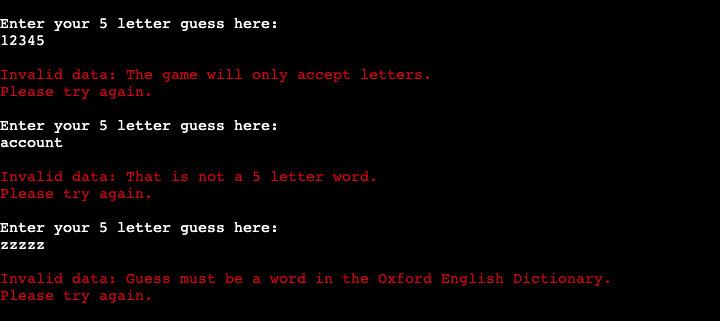 Enter your 5 letter guess here:
12345
Invalid data: The game will only accept letters.
Please try again.
Enter your 5 letter guess here:
account
Invalid data: That is not a 5 letter word.
Please try again.
Enter your 5 letter guess here:
zzzzz
Invalid data: Guess must be a word in the Oxford English Dictionary.
Please try again.